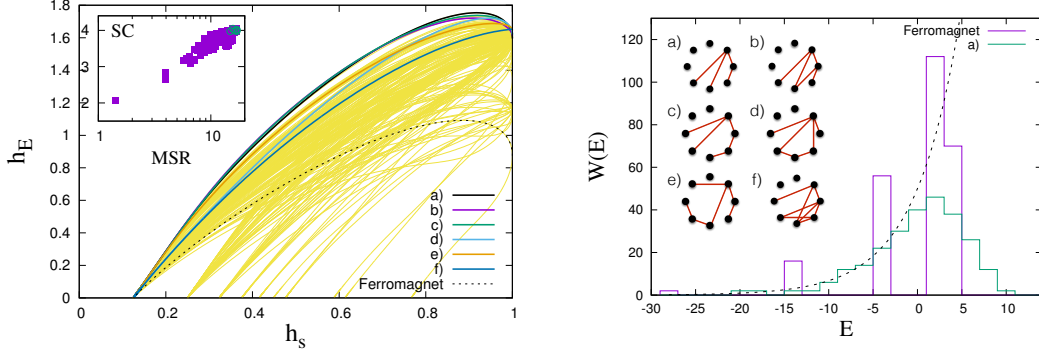 1.8
1.6
1.4
1.2
1
0.8
0.6
0.4
0.2
0
h_E
0
0.2
0.4
0.6
0.8
1
h_s
SC
4
3
2
1
10
MSR
a)
b)
c)
d)
e)
f)
Ferromagnet
W(E)
120
100
80
60
40
20
0
-30
-25
-20
-15
-10
-5
0
5
10
E
Ferromagnet
a)
a)
b)
c)
d)
e)
f)